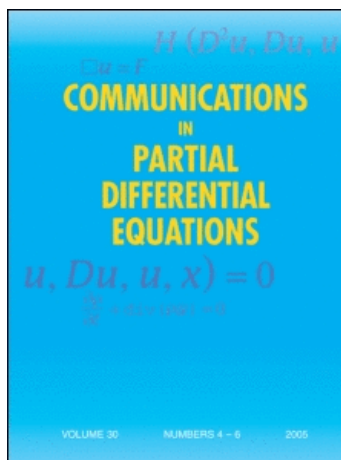 H (D²u, Du, u
□u = F
COMMUNICATIONS
IN
PARTIAL
DIFFERENTIAL
EQUATIONS
u, Du, u, x) = 0
VOLUME 30 NUMBERS 4 – 6 2005